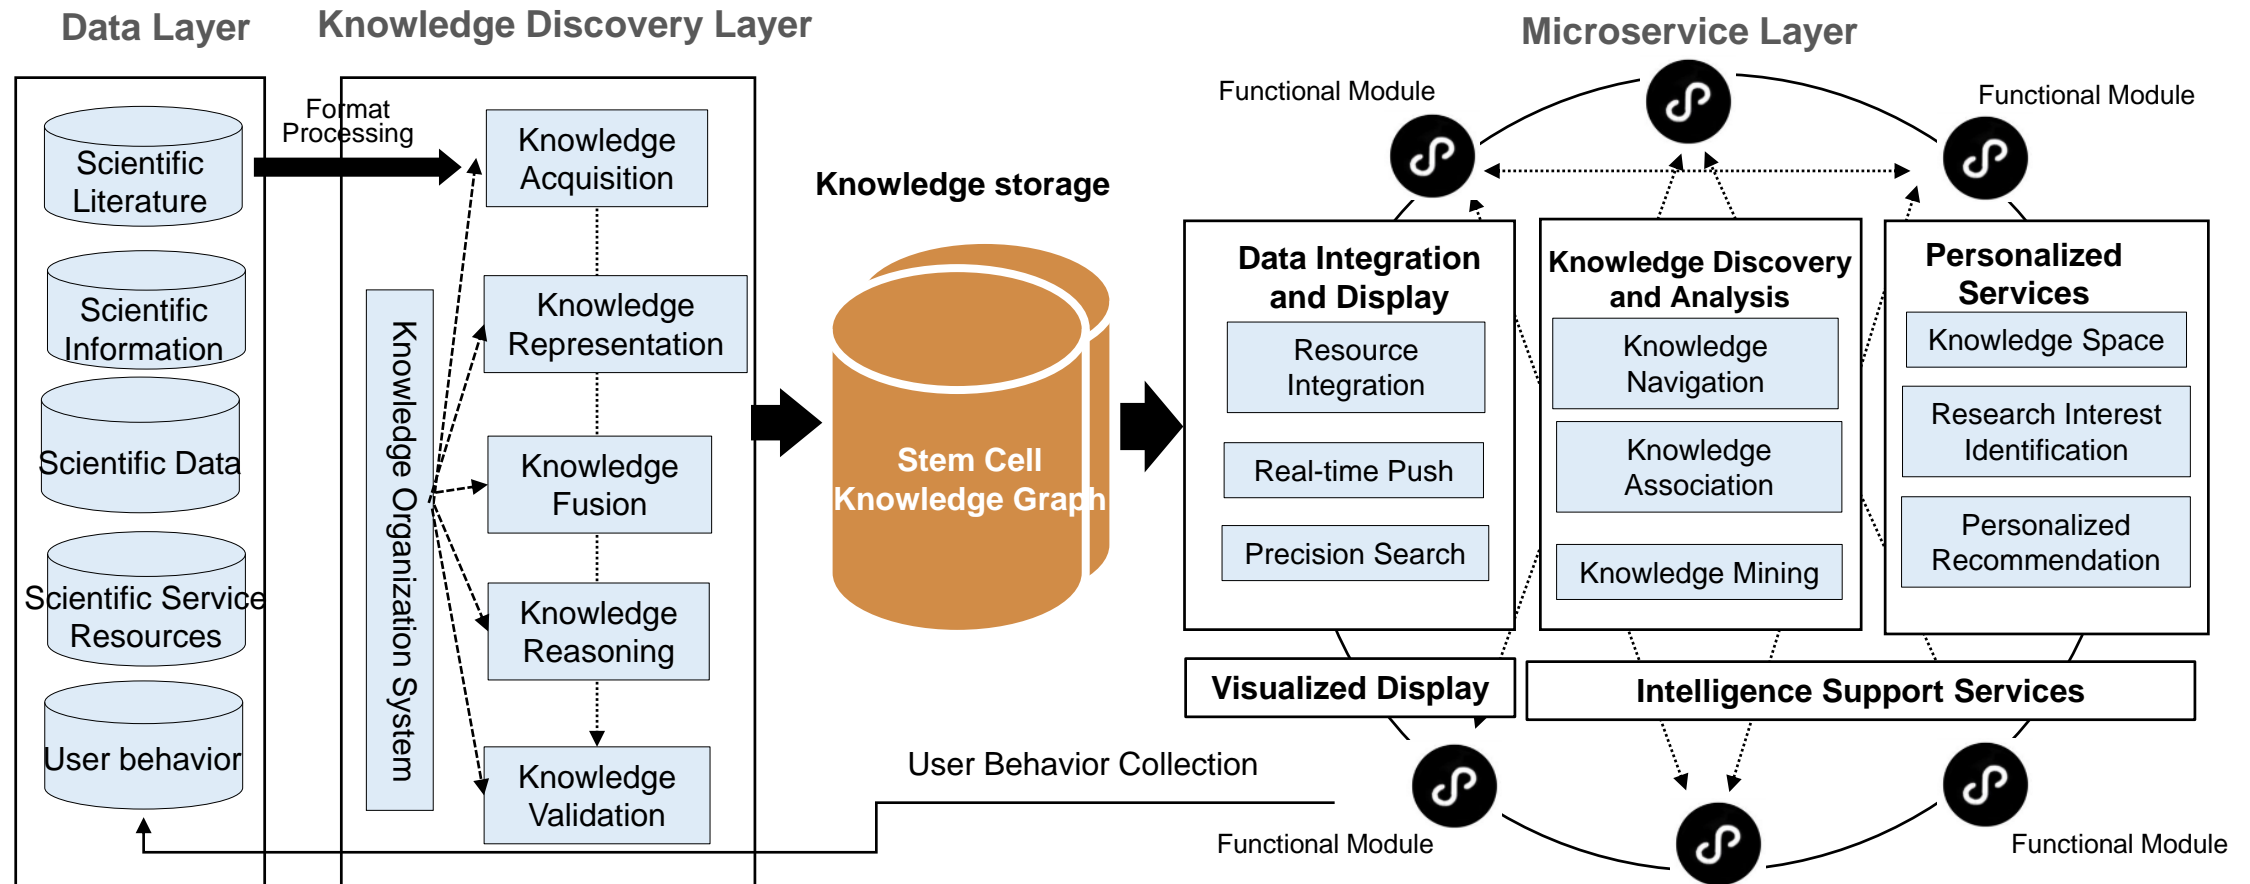 Data Layer
Knowledge Discovery Layer
Microservice Layer
Format
Processing
Scientific
Literature
Scientific
Information
Scientific Data
Scientific Service
Resources
User behavior
Knowledge Organization System
Knowledge
Acquisition
Knowledge
Representation
Knowledge
Fusion
Knowledge
Reasoning
Knowledge
Validation
Knowledge storage
Stem Cell
Knowledge Graph
Functional Module
Functional Module
Data Integration
and Display
Resource
Integration
Real-time Push
Precision Search
Knowledge Discovery
and Analysis
Knowledge
Navigation
Knowledge
Association
Knowledge Mining
Personalized
Services
Knowledge Space
Research Interest
Identification
Personalized
Recommendation
Visualized Display
Intelligence Support Services
User Behavior Collection
Functional Module
Functional Module